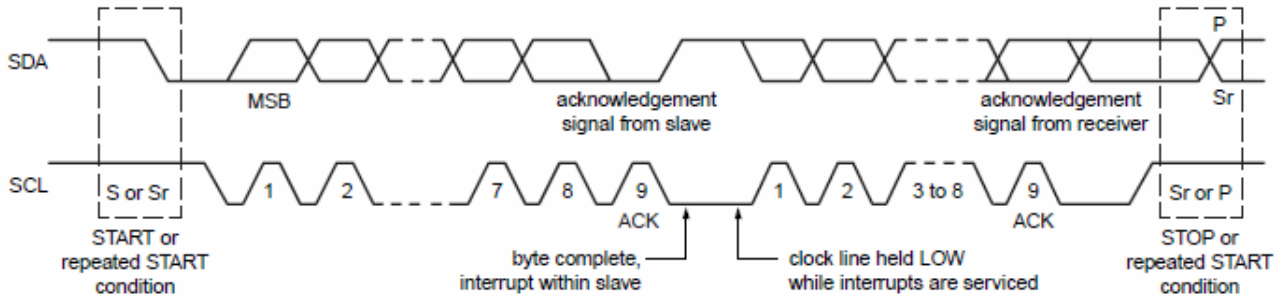 P
SDA
MSB
acknowledgement
signal from slave
acknowledgement
signal from receiver
Sr
SCL
S or Sr
1
2
7
8
9
1
2
3 to 8
9
Sr or P
ACK
ACK
START or
repeated START
condition
byte complete,
interrupt within slave
clock line held LOW
while interrupts are serviced
STOP or
repeated START
condition